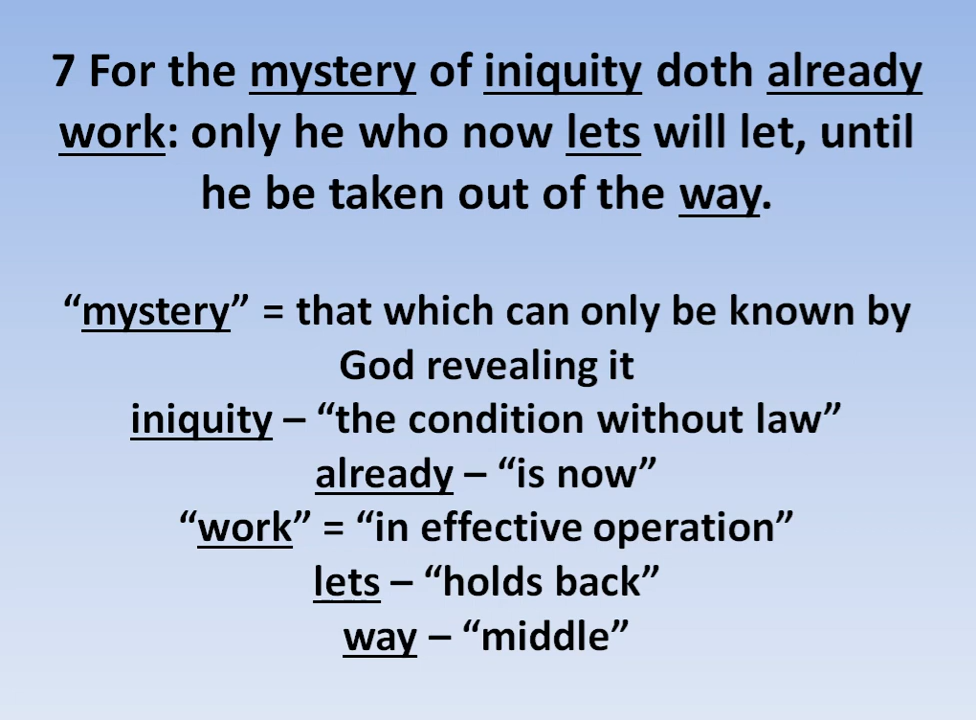 7 For the mystery of iniquity doth already
work: only he who now lets will let, until
he be taken out of the way.
“mystery” = that which can only be known by
God revealing it
iniquity – “the condition without law”
already – “is now”
“work” = “in effective operation”
lets – “holds back”
way – “middle”